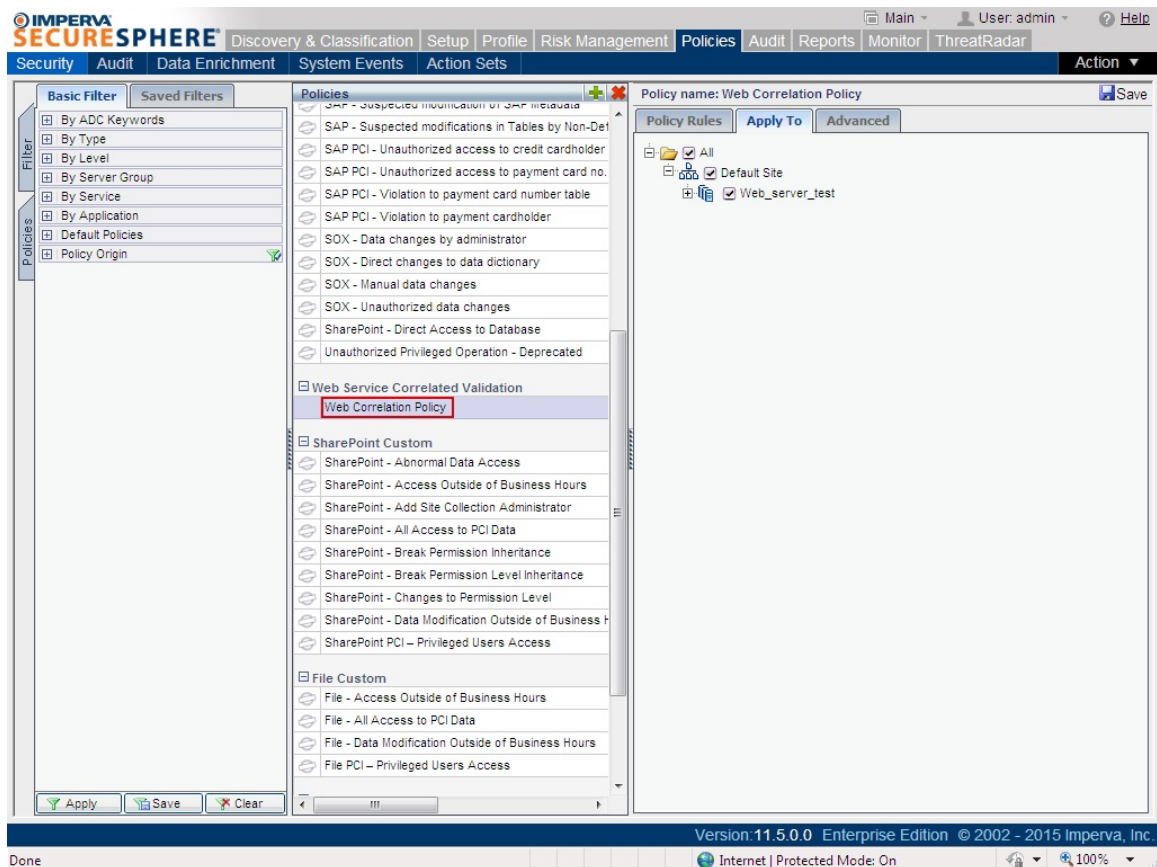 IMPERVA
SECURESPHERE
Main
User: admin
Help
Discovery & Classification Setup Profile Risk Management Policies Audit Reports Monitor ThreatRadar
Security Audit Data Enrichment System Events Action Sets
Action
Filter
Policies
Basic Filter Saved Filters
By ADC Keywords
By Type
By Level
By Server Group
By Service
By Application
Default Policies
Policy Origin
Apply Save Clear
Policies
SAP - Suspected modification of SAP metadata
SAP - Suspected modifications in Tables by Non-Def
SAP PCI - Unauthorized access to credit cardholder
SAP PCI - Unauthorized access to payment card no.
SAP PCI - Violation to payment card number table
SAP PCI - Violation to payment cardholder
SOX - Data changes by administrator
SOX - Direct changes to data dictionary
SOX - Manual data changes
SOX - Unauthorized data changes
SharePoint - Direct Access to Database
Unauthorized Privileged Operation - Deprecated
Web Service Correlated Validation
Web Correlation Policy
SharePoint Custom
SharePoint - Abnormal Data Access
SharePoint - Access Outside of Business Hours
SharePoint - Add Site Collection Administrator
SharePoint - All Access to PCI Data
SharePoint - Break Permission Inheritance
SharePoint - Break Permission Level Inheritance
SharePoint - Changes to Permission Level
SharePoint - Data Modification Outside of Business H
SharePoint PCI – Privileged Users Access
File Custom
File - Access Outside of Business Hours
File - All Access to PCI Data
File - Data Modification Outside of Business Hours
File PCI – Privileged Users Access
Policy name: Web Correlation Policy
Save
Policy Rules Apply To Advanced
All
Default Site
Web_server_test
Version:11.5.0.0 Enterprise Edition © 2002 - 2015 Imperva, Inc.
Done
Internet | Protected Mode: On
100%